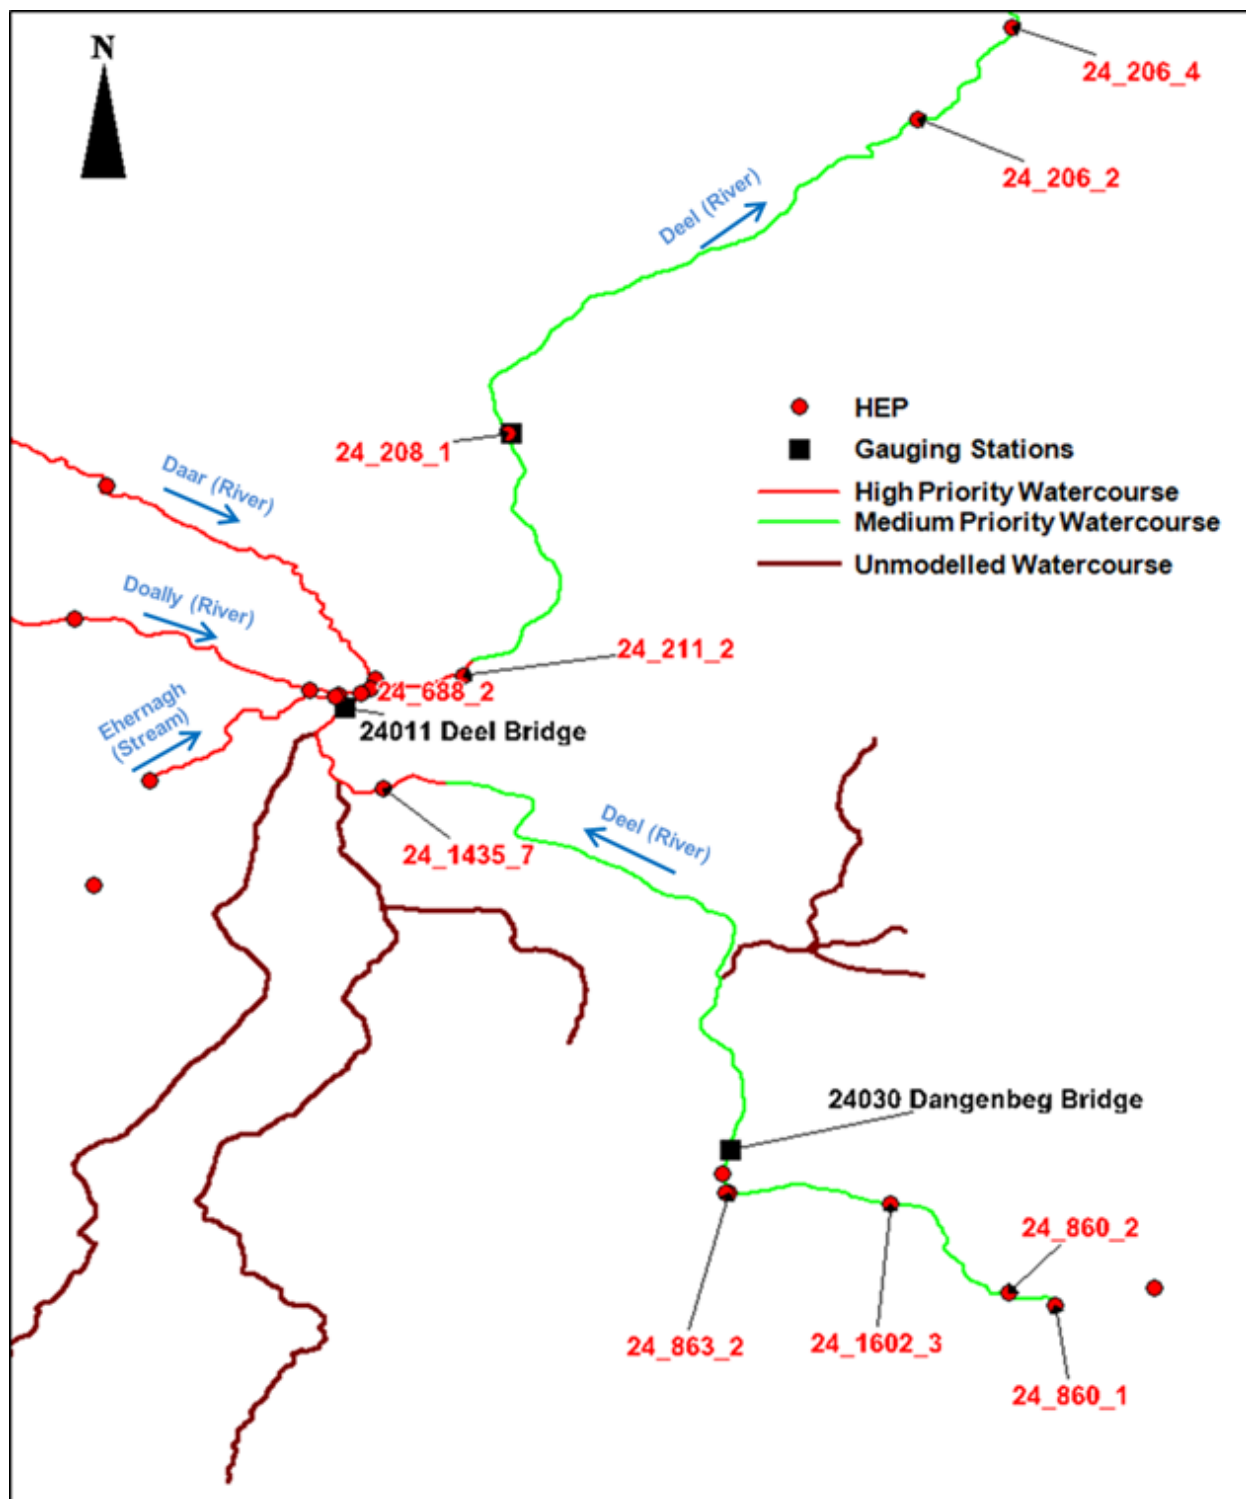 N
24_206_4
24_206_2
Deel (River)
HEP
24_208_1
Gauging Stations
Daar (River)
High Priority Watercourse
Medium Priority Watercourse
Unmodelled Watercourse
Doally (River)
24_211_2
24_688_2
Ehernagh
(Stream)
24011 Deel Bridge
Deel (River)
24_1435_7
24030 Dangenbeg Bridge
24_860_2
24_863_2
24_1602_3
24_860_1